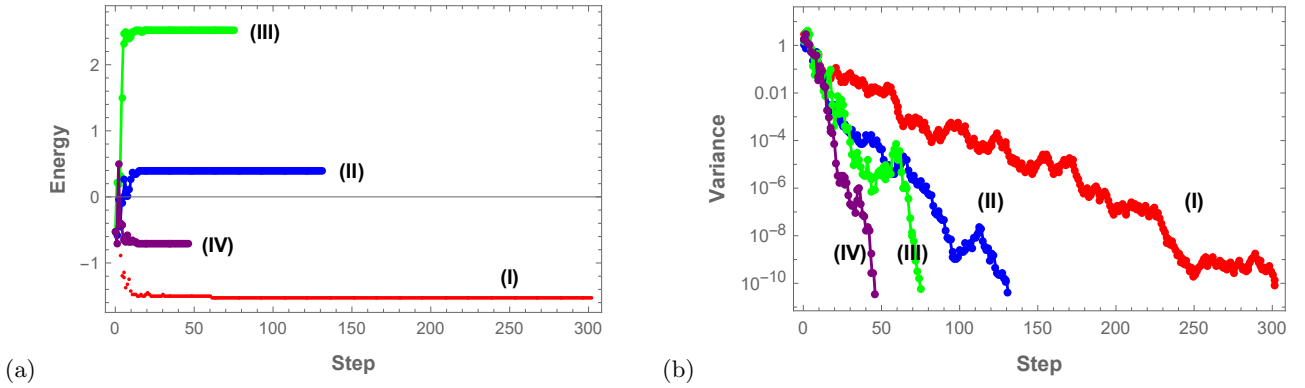 (a)
Energy
2
1
0
−1
(III)
(II)
(IV)
(I)
0 50 100 150 200 250 300
Step
(b)
Variance
1
0.01
10⁻⁴
10⁻⁶
10⁻⁸
10⁻¹⁰
(I)
(II)
(IV) (III)
0 50 100 150 200 250 300
Step